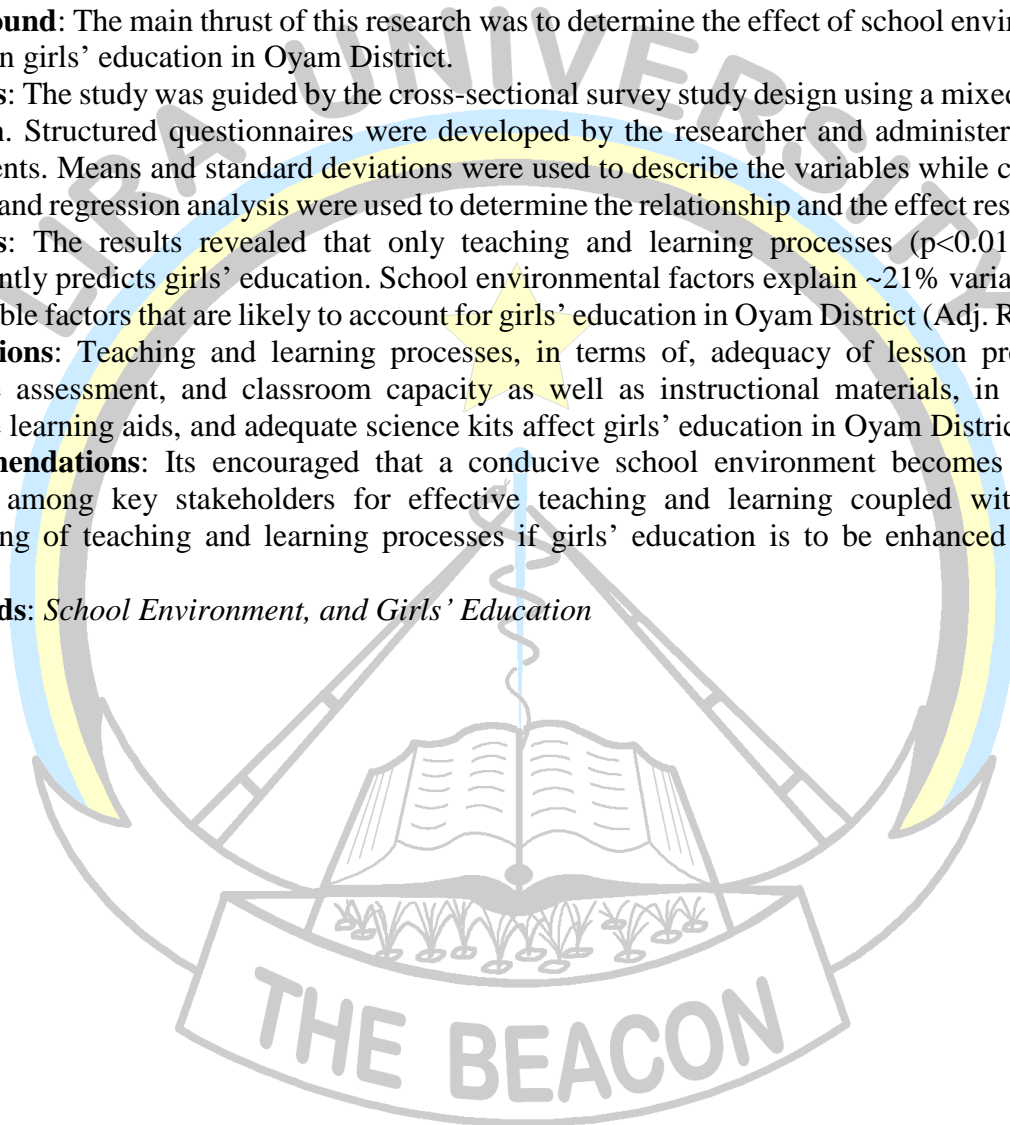 ound: The main thrust of this research was to determine the effect of school envir
n girls’ education in Oyam District.
s: The study was guided by the cross-sectional survey study design using a mixed
n. Structured questionnaires were developed by the researcher and administer
ents. Means and standard deviations were used to describe the variables while c
and regression analysis were used to determine the relationship and the effect res
s: The results revealed that only teaching and learning processes (p<0.01
ntly predicts girls’ education. School environmental factors explain ~21% varia
ble factors that are likely to account for girls’ education in Oyam District (Adj. R
ions: Teaching and learning processes, in terms of, adequacy of lesson pre
e assessment, and classroom capacity as well as instructional materials, in
e learning aids, and adequate science kits affect girls’ education in Oyam Distric
mendations: Its encouraged that a conducive school environment becomes
among key stakeholders for effective teaching and learning coupled wit
ng of teaching and learning processes if girls’ education is to be enhanced
ds: School Environment, and Girls’ Education
LIRA UNIVERSITY
THE BEACON